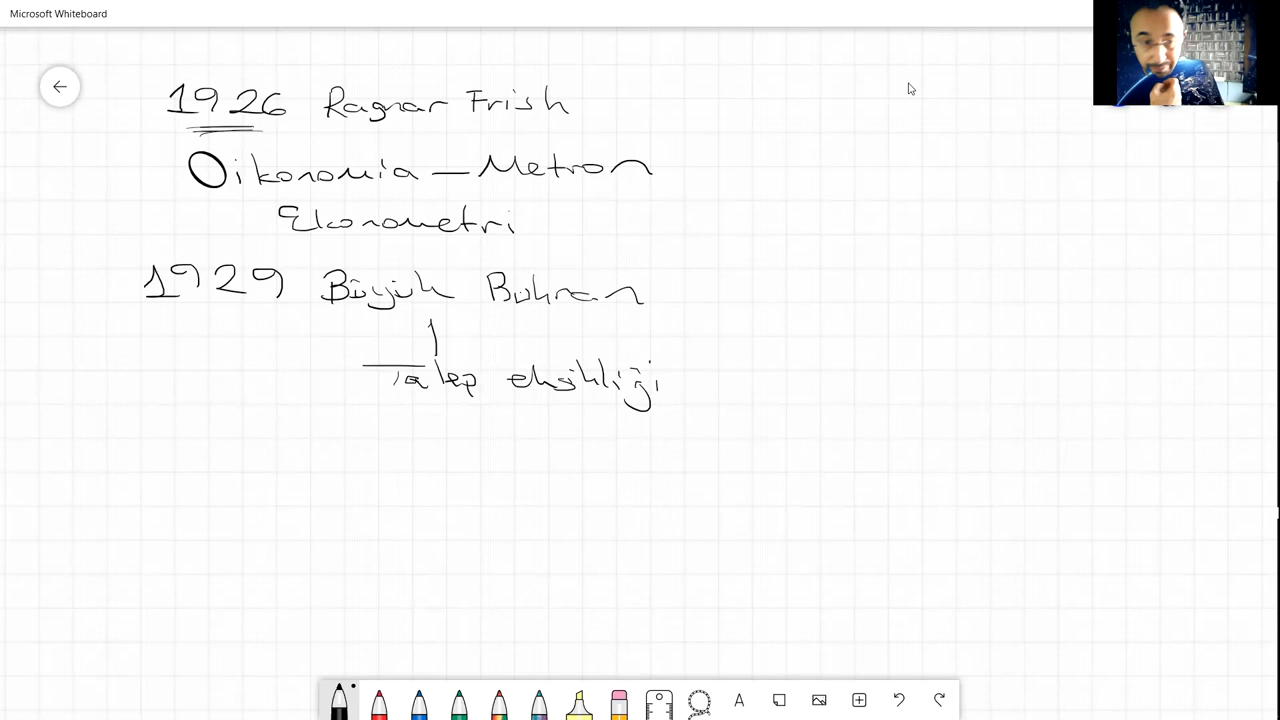 Microsoft Whiteboard
1926 Ragnar Frish
Oikonomia - Metron
Ekonometri
1929 Büyük Buhran
Talep eksikliği
A